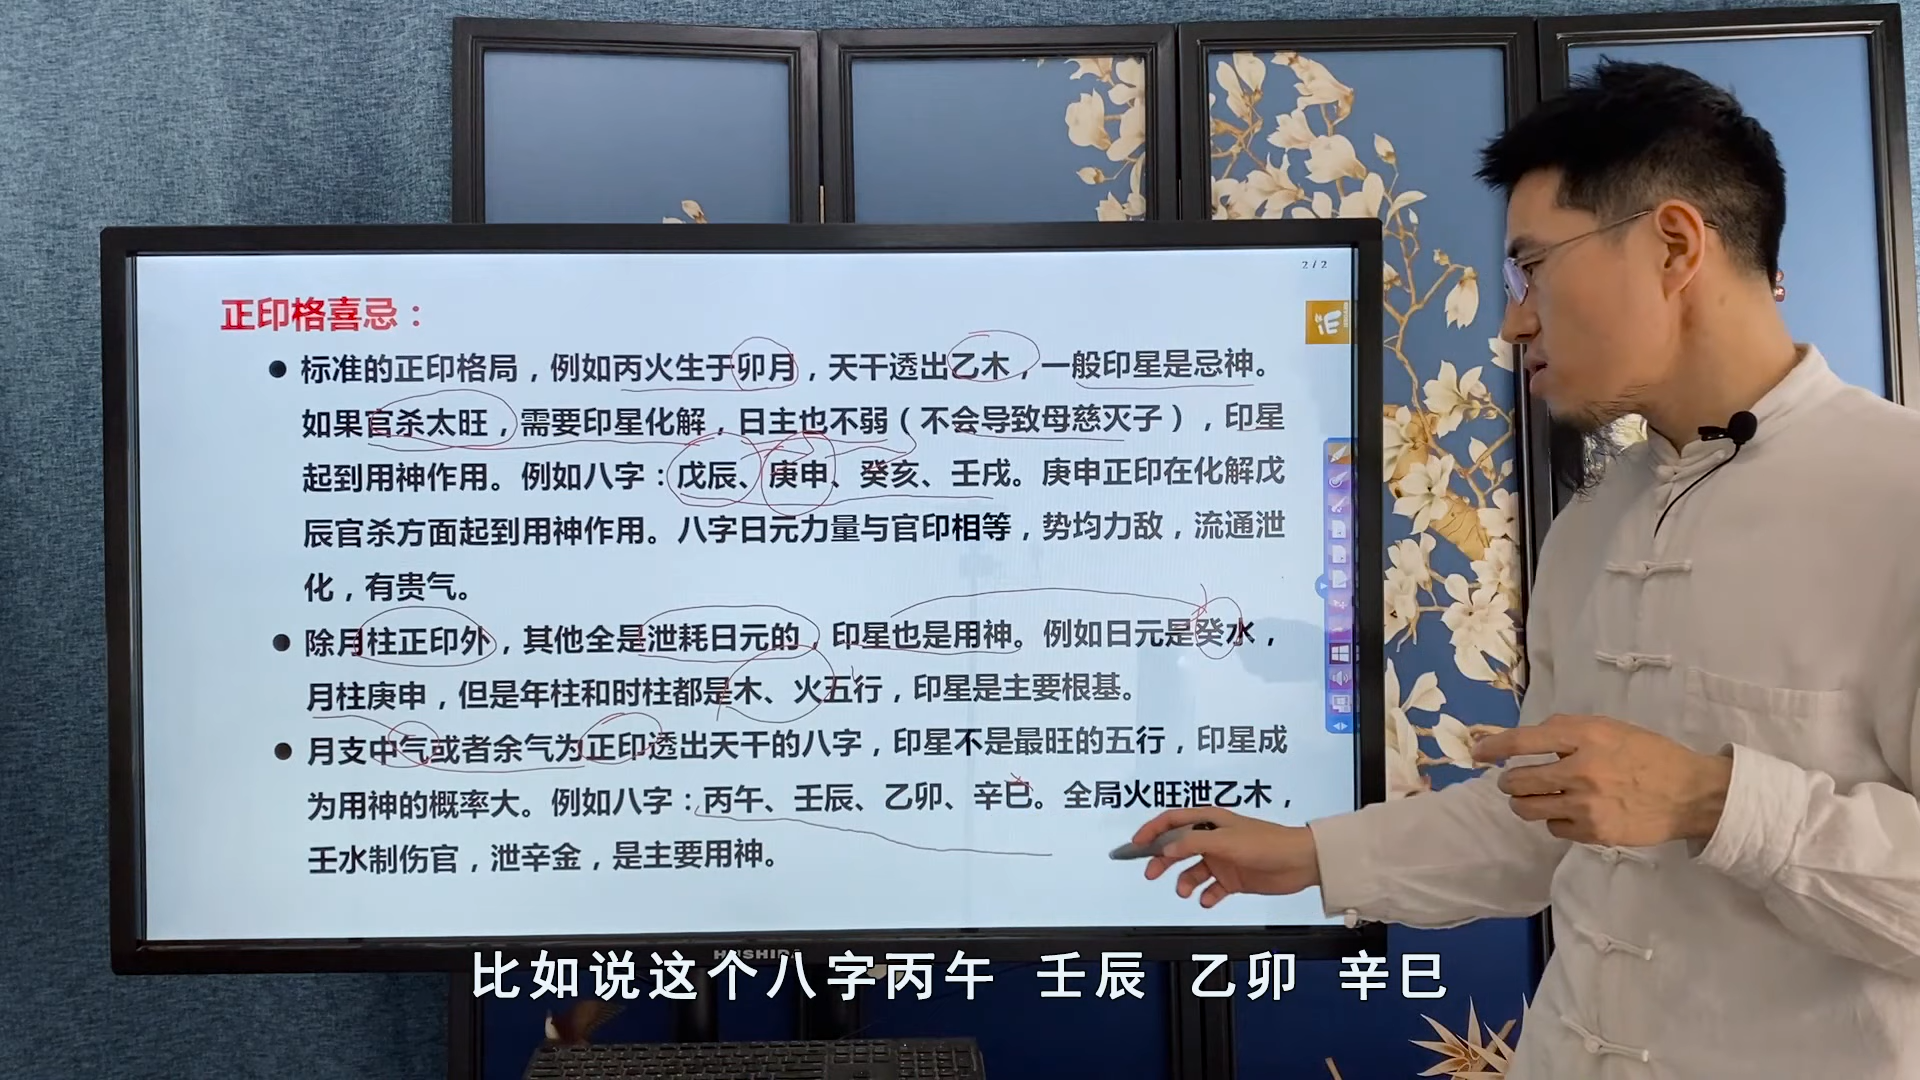 2 / 2
正印格喜忌：
● 标准的正印格局，例如丙火生于卯月，天干透出乙木，一般印星是忌神。
如果官杀太旺，需要印星化解，日主也不弱（不会导致母慈灭子），印星
起到用神作用。例如八字：戊辰、庚申、癸亥、壬戌。庚申正印在化解戊
辰官杀方面起到用神作用。八字日元力量与官印相等，势均力敌，流通泄
化，有贵气。
● 除月柱正印外，其他全是泄耗日元的，印星也是用神。例如日元是癸水，
月柱庚申，但是年柱和时柱都是木、火五行，印星是主要根基。
● 月支中气或者余气为正印透出天干的八字，印星不是最旺的五行，印星成
为用神的概率大。例如八字：丙午、壬辰、乙卯、辛巳。全局火旺泄乙木，
壬水制伤官，泄辛金，是主要用神。
比如说这个八字丙午 壬辰 乙卯 辛巳